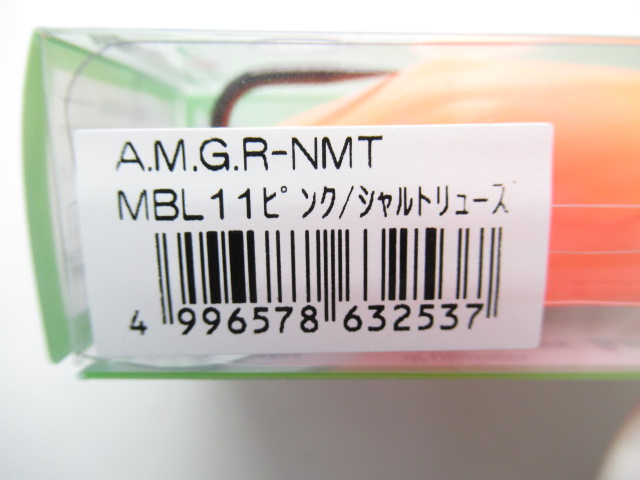 A.M.G.R-NMT
MBL11ﾋﾟﾝｸ/ｼｬﾙﾄﾘｭｰｽﾞ
4 996578 632537